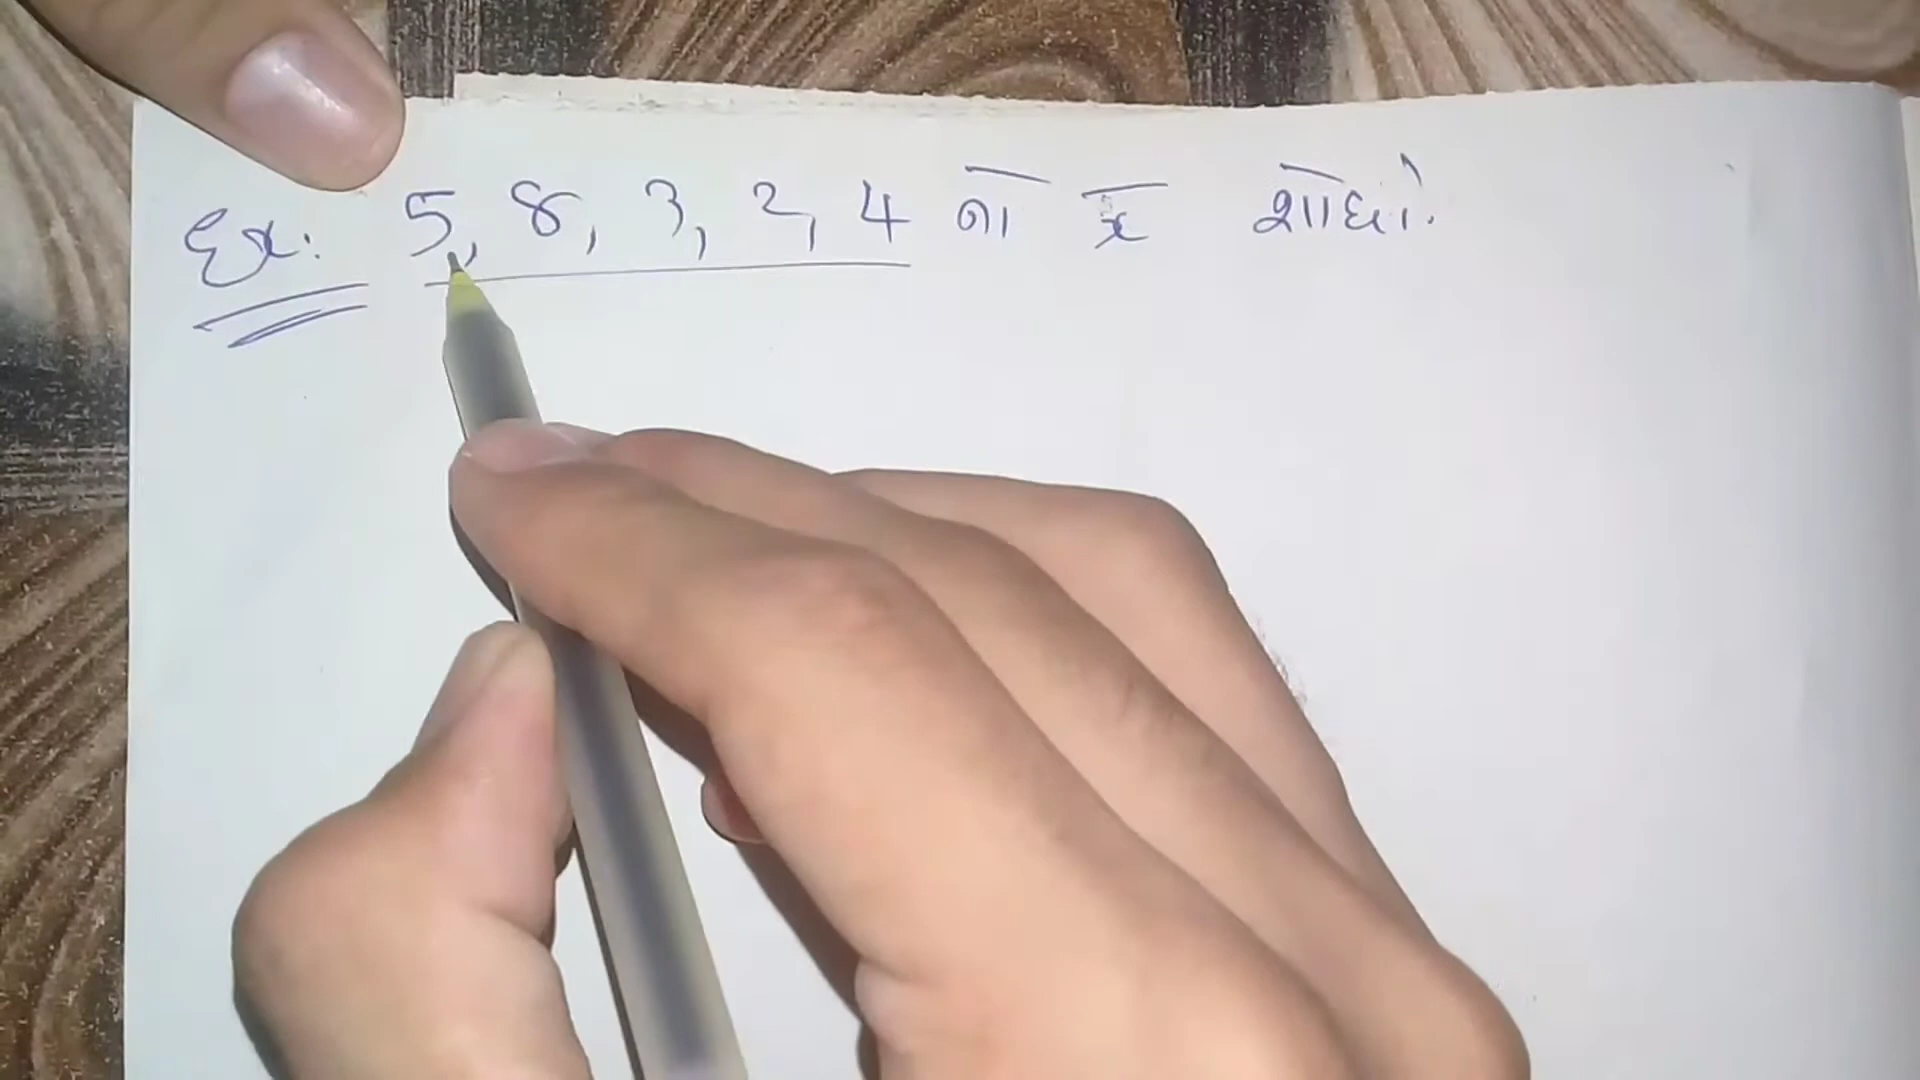 Ex. 5, 8, 3, 2, 4 નો x̄ શોધો.